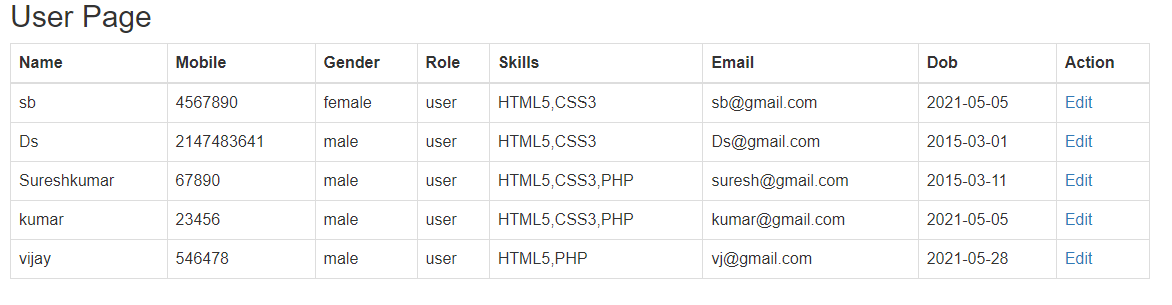 User Page
Name Mobile Gender Role Skills Email Dob Action
sb 4567890 female user HTML5,CSS3 sb@gmail.com 2021-05-05 Edit
Ds 2147483641 male user HTML5,CSS3 Ds@gmail.com 2015-03-01 Edit
Sureshkumar 67890 male user HTML5,CSS3,PHP suresh@gmail.com 2015-03-11 Edit
kumar 23456 male user HTML5,CSS3,PHP kumar@gmail.com 2021-05-05 Edit
vijay 546478 male user HTML5,PHP vj@gmail.com 2021-05-28 Edit